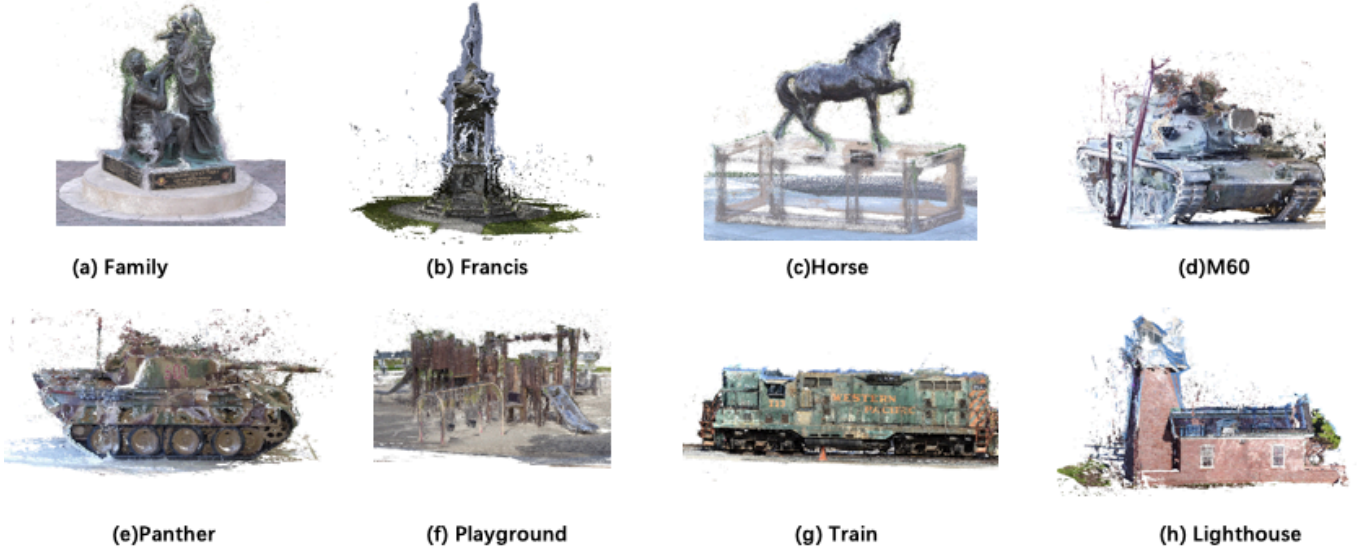 (a) Family
(b) Francis
(c)Horse
(d)M60
WESTERN
PACIFIC
(e)Panther
(f) Playground
(g) Train
(h) Lighthouse